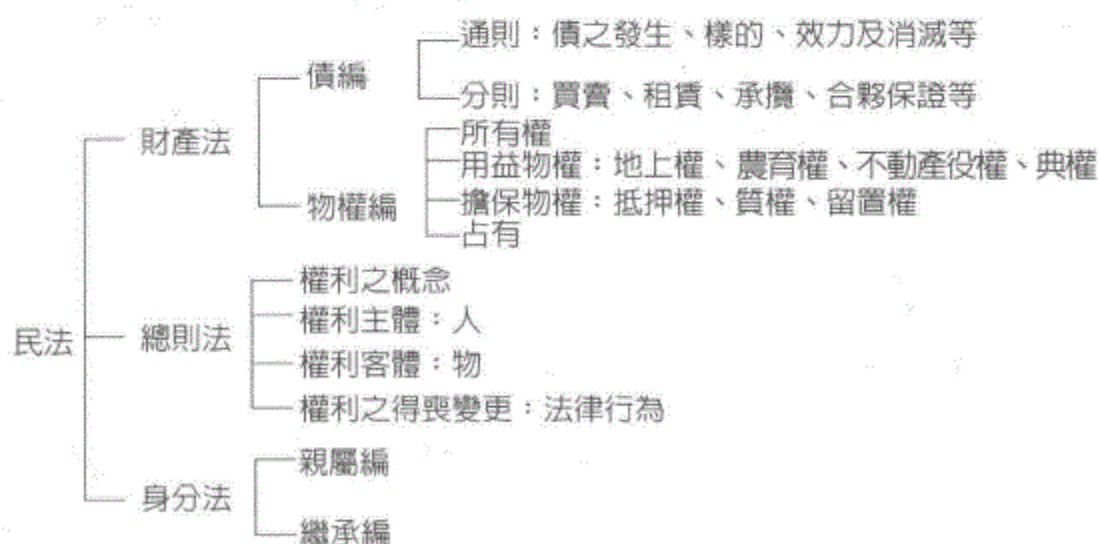 通則：債之發生、樣的、效力及消滅等
債編
分則：買賣、租賃、承攬、合夥保證等
財產法
所有權
用益物權：地上權、農育權、不動產役權、典權
物權編
擔保物權：抵押權、質權、留置權
占有
權利之概念
權利主體：人
民法
總則法
權利客體：物
權利之得喪變更：法律行為
親屬編
身分法
繼承編